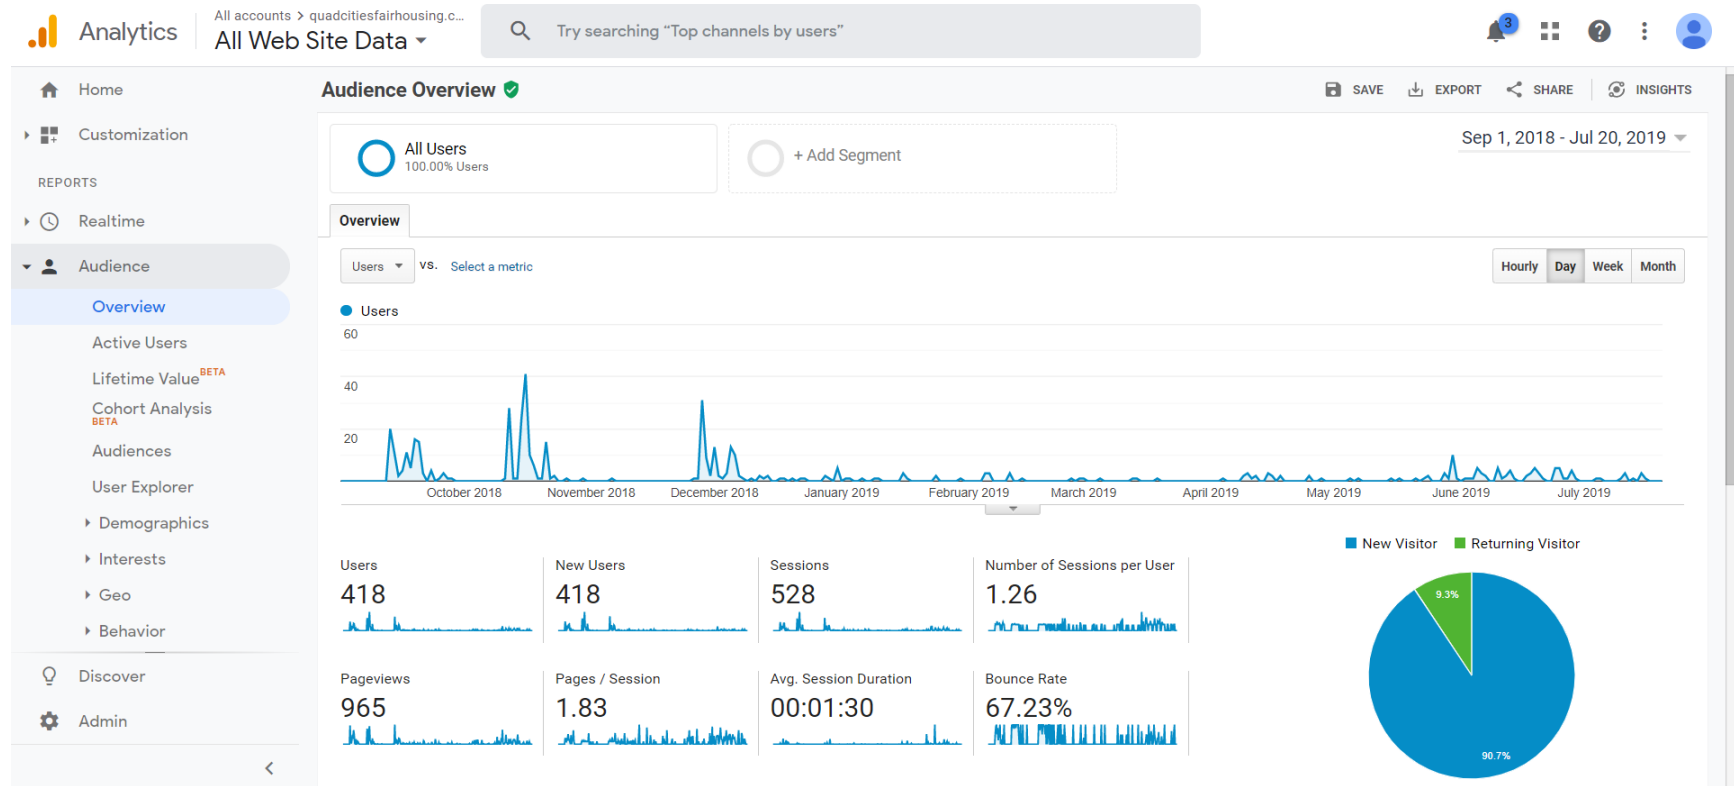 Analytics
All accounts > quadcitiesfairhousing.c...
All Web Site Data
Try searching “Top channels by users”
3
Home
Customization
REPORTS
Realtime
Audience
Overview
Active Users
Lifetime Value BETA
Cohort Analysis
BETA
Audiences
User Explorer
Demographics
Interests
Geo
Behavior
Discover
Admin
Audience Overview
SAVE
EXPORT
SHARE
INSIGHTS
All Users
100.00% Users
+ Add Segment
Sep 1, 2018 - Jul 20, 2019
Overview
Users
vs.
Select a metric
Hourly Day Week Month
Users
60
40
20
October 2018 November 2018 December 2018 January 2019 February 2019 March 2019 April 2019 May 2019 June 2019 July 2019
Users
418
New Users
418
Sessions
528
Number of Sessions per User
1.26
Pageviews
965
Pages / Session
1.83
Avg. Session Duration
00:01:30
Bounce Rate
67.23%
New Visitor Returning Visitor
9.3%
90.7%